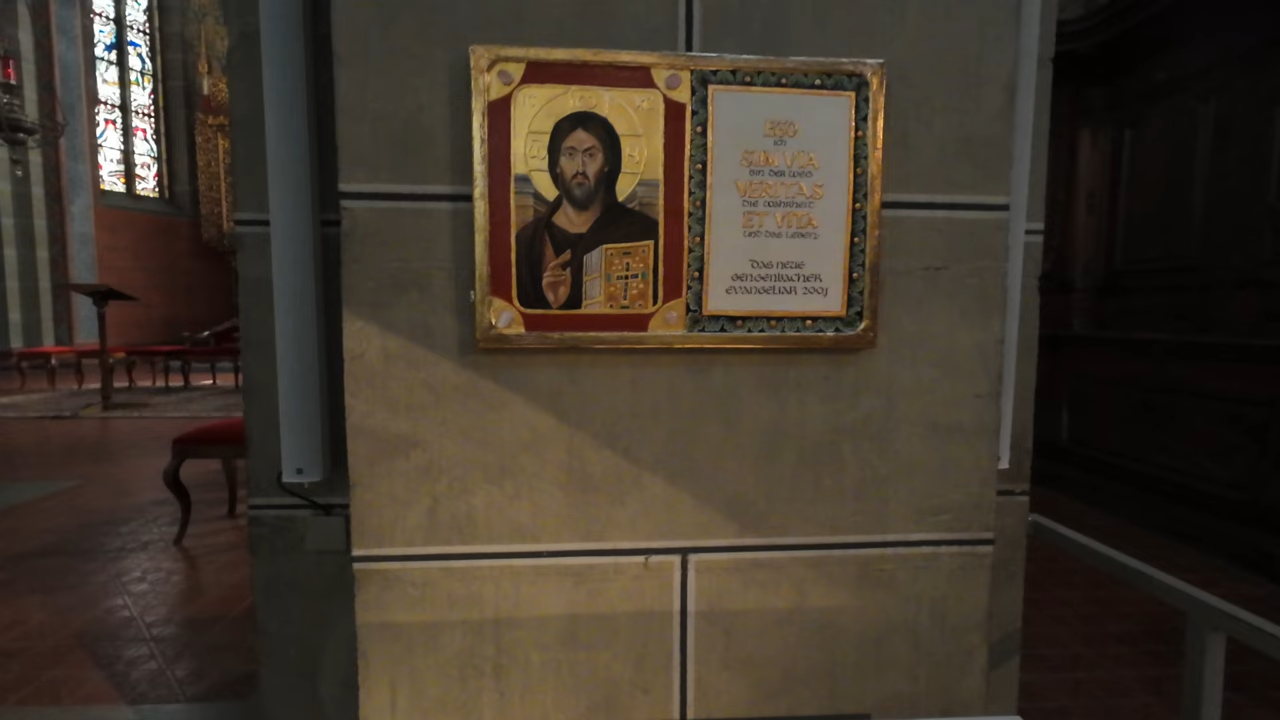 EGO
ICH
SUM VIA
BIN DER WEG
VERITAS
DIE WAHRHEIT
ET VITA
UND DAS LEBEN
DAS NEUE
GENGENBACHER
EVANGELIAR 2001